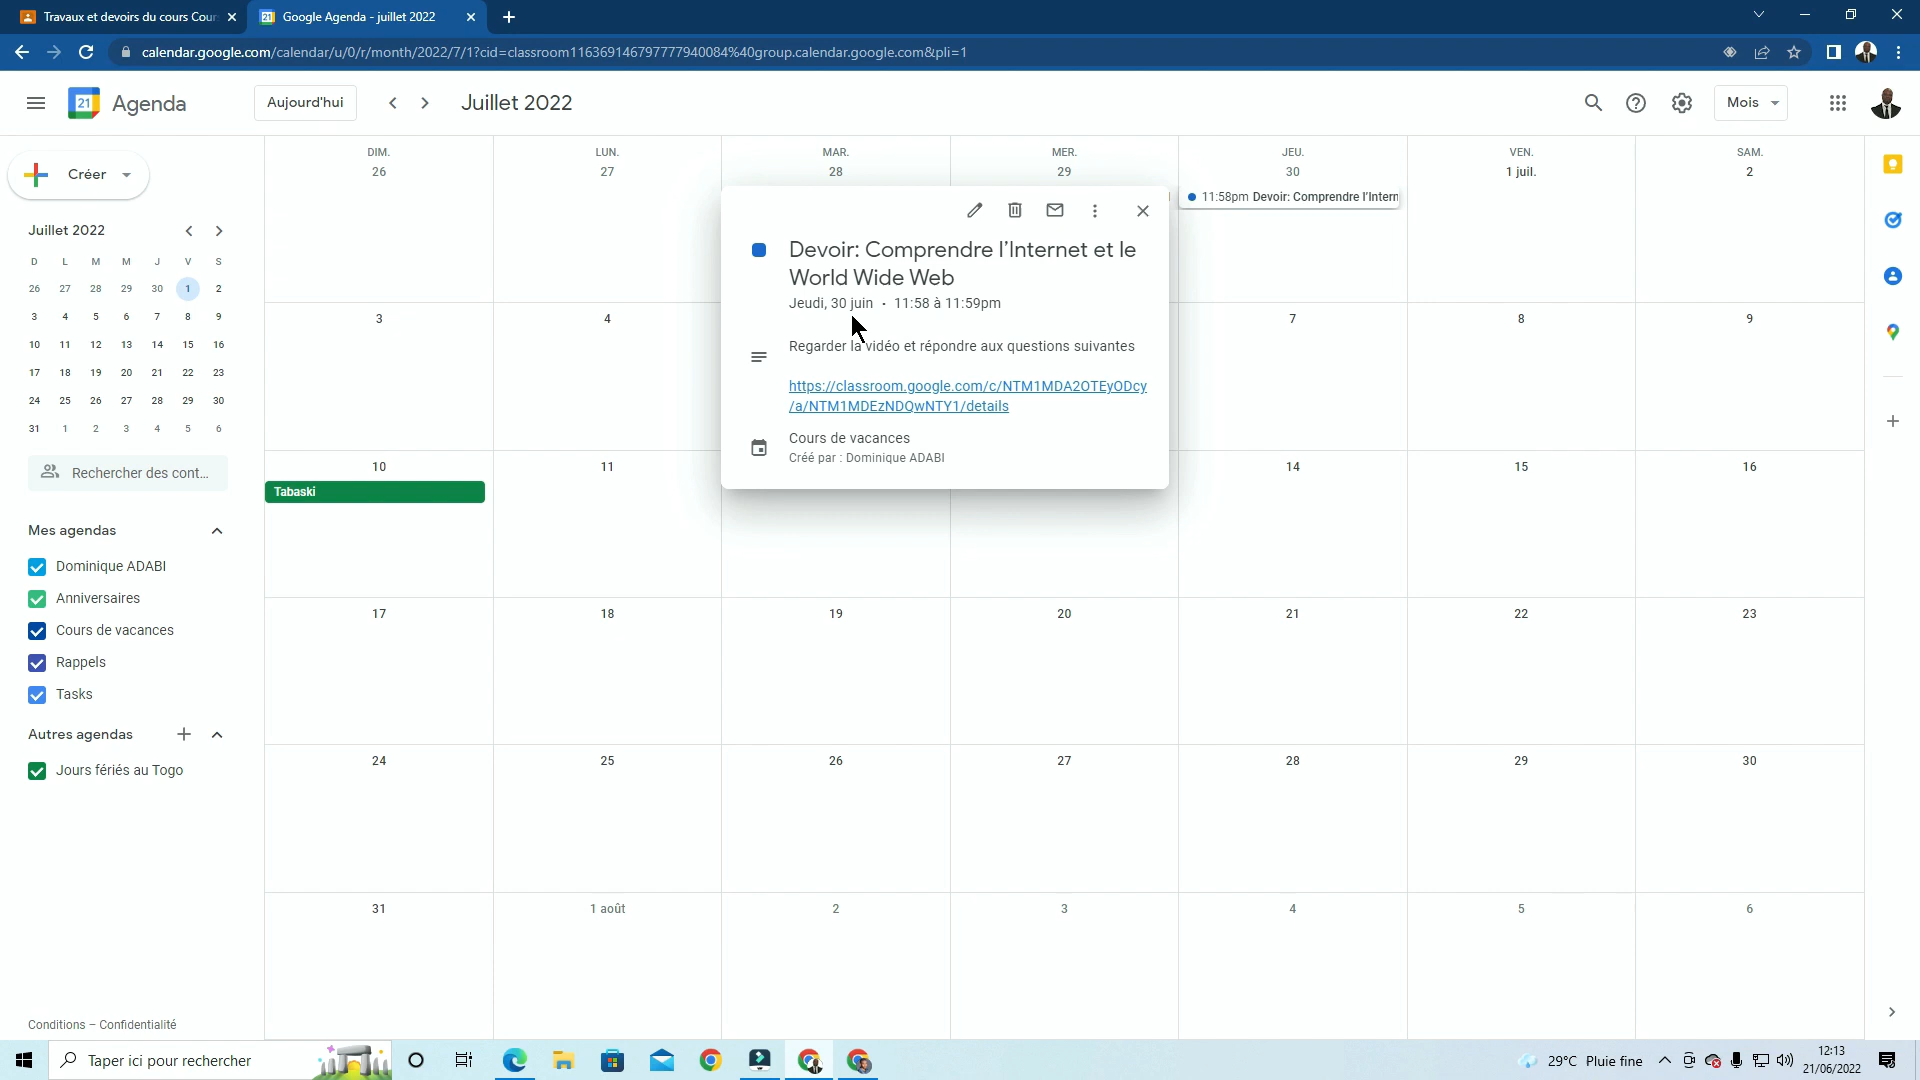 Travaux et devoirs du cours Cour
Google Agenda - juillet 2022
calendar.google.com/calendar/u/0/r/month/2022/7/1?cid=classroom116369146797777940084%40group.calendar.google.com&pli=1
21
Agenda
Aujourd'hui
Juillet 2022
Mois
Créer
Juillet 2022
D L M M J V S
26 27 28 29 30 1 2
3 4 5 6 7 8 9
10 11 12 13 14 15 16
17 18 19 20 21 22 23
24 25 26 27 28 29 30
31 1 2 3 4 5 6
Rechercher des cont...
Mes agendas
Dominique ADABI
Anniversaires
Cours de vacances
Rappels
Tasks
Autres agendas
Jours fériés au Togo
Conditions – Confidentialité
DIM. LUN. MAR. MER. JEU. VEN. SAM.
26 27 28 29 30 1 juil. 2
11:58pm Devoir: Comprendre l'Intern
Devoir: Comprendre l'Internet et le
World Wide Web
Jeudi, 30 juin · 11:58 à 11:59pm
Regarder la vidéo et répondre aux questions suivantes
https://classroom.google.com/c/NTM1MDA2OTEyODcy
/a/NTM1MDEzNDQwNTY1/details
Cours de vacances
Créé par : Dominique ADABI
3 4 7 8 9
10 11 14 15 16
Tabaski
17 18 19 20 21 22 23
24 25 26 27 28 29 30
31 1 août 2 3 4 5 6
Taper ici pour rechercher
29°C Pluie fine
12:13
21/06/2022